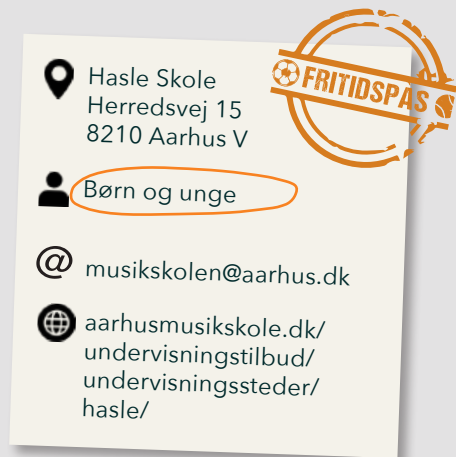 FRITIDSPAS
Hasle Skole
Herredsvej 15
8210 Aarhus V
Børn og unge
@ musikskolen@aarhus.dk
aarhusmusikskole.dk/
undervisningstilbud/
undervisningssteder/
hasle/